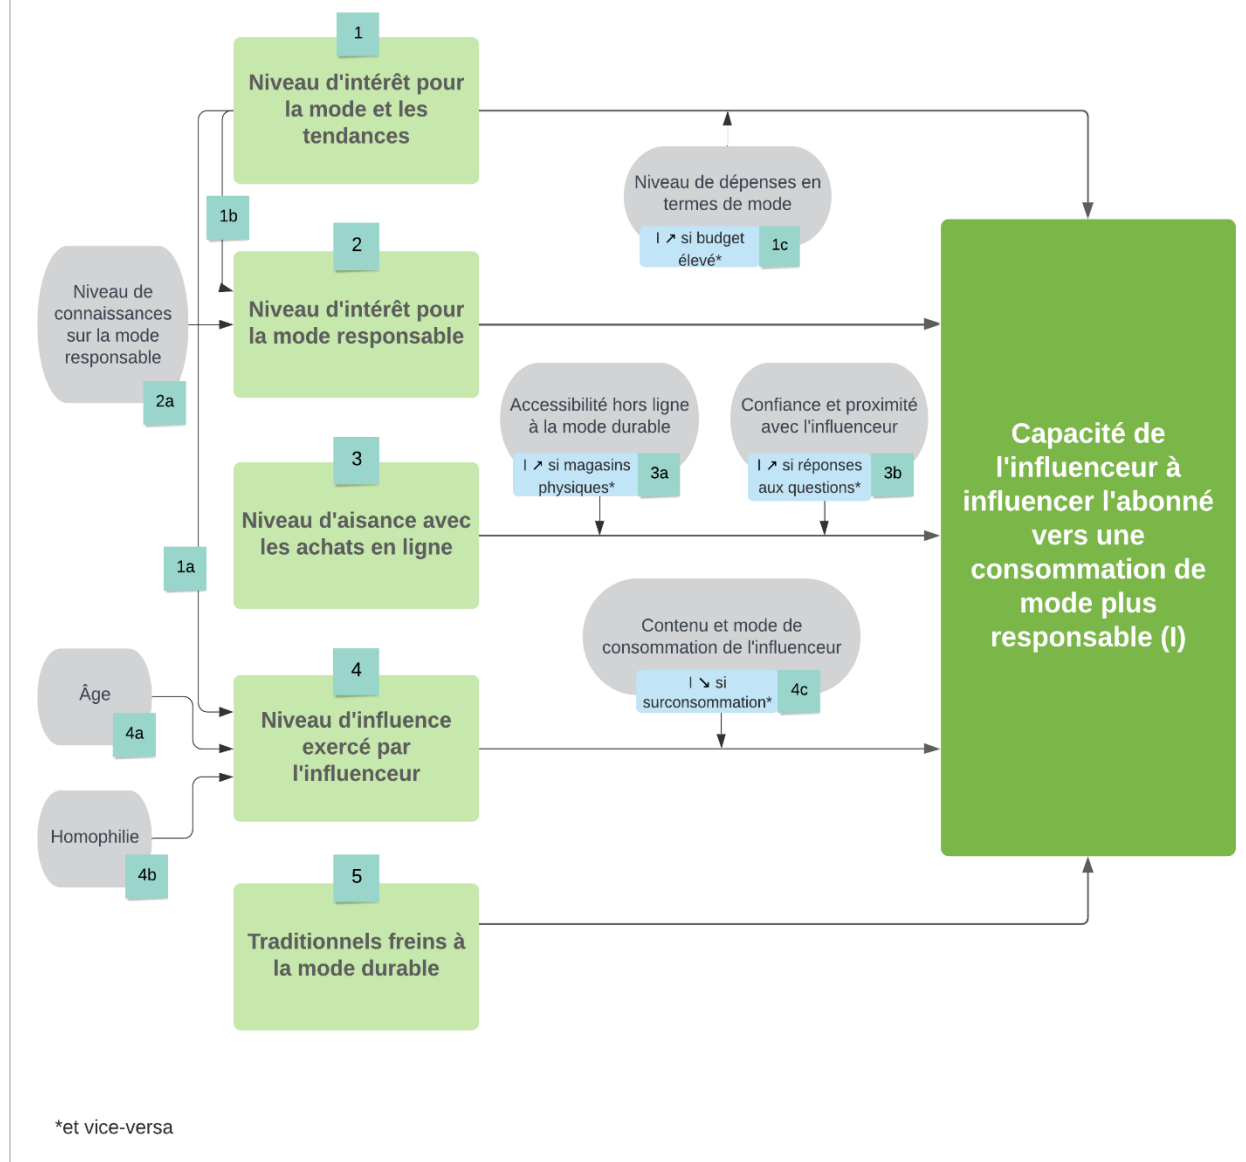 1
Niveau d'intérêt pour
la mode et les
tendances
1b
Niveau de dépenses en
termes de mode
I ↗ si budget
élevé*
1c
2
Niveau d'intérêt pour
la mode responsable
Niveau de
connaissances
sur la mode
responsable
2a
3
Niveau d'aisance avec
les achats en ligne
Accessibilité hors ligne
à la mode durable
I ↗ si magasins
physiques*
3a
Confiance et proximité
avec l'influenceur
I ↗ si réponses
aux questions*
3b
1a
4
Niveau d'influence
exercé par
l'influenceur
Âge
4a
Homophilie
4b
Contenu et mode de
consommation de l'influenceur
I ↘ si
surconsommation*
4c
5
Traditionnels freins à
la mode durable
Capacité de
l'influenceur à
influencer l'abonné
vers une
consommation de
mode plus
responsable (I)
*et vice-versa